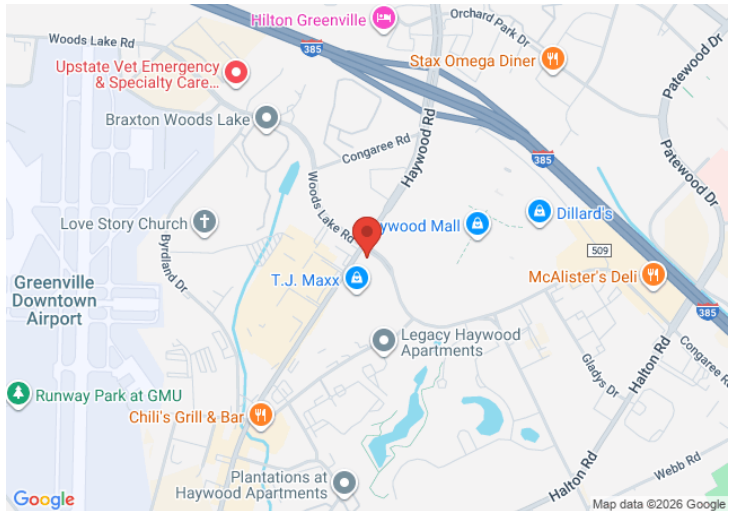 Hilton Greenville
Orchard Park Dr
Woods Lake Rd
385
Stax Omega Diner
Upstate Vet Emergency
& Specialty Care...
Patewood Dr
Braxton Woods Lake
Congaree Rd
Haywood Rd
385
Patewood Dr
Woods Lake Rd
Love Story Church
ywood Mall
Dillard's
Byrdland Dr
509
T.J. Maxx
McAlister's Deli
Greenville
Downtown
Airport
385
Legacy Haywood
Apartments
Congaree Rd
Gladys Dr
Halton Rd
Runway Park at GMU
Chili's Grill & Bar
Halton Rd
Webb Rd
Plantations at
Haywood Apartments
Google
Map data ©2026 Google